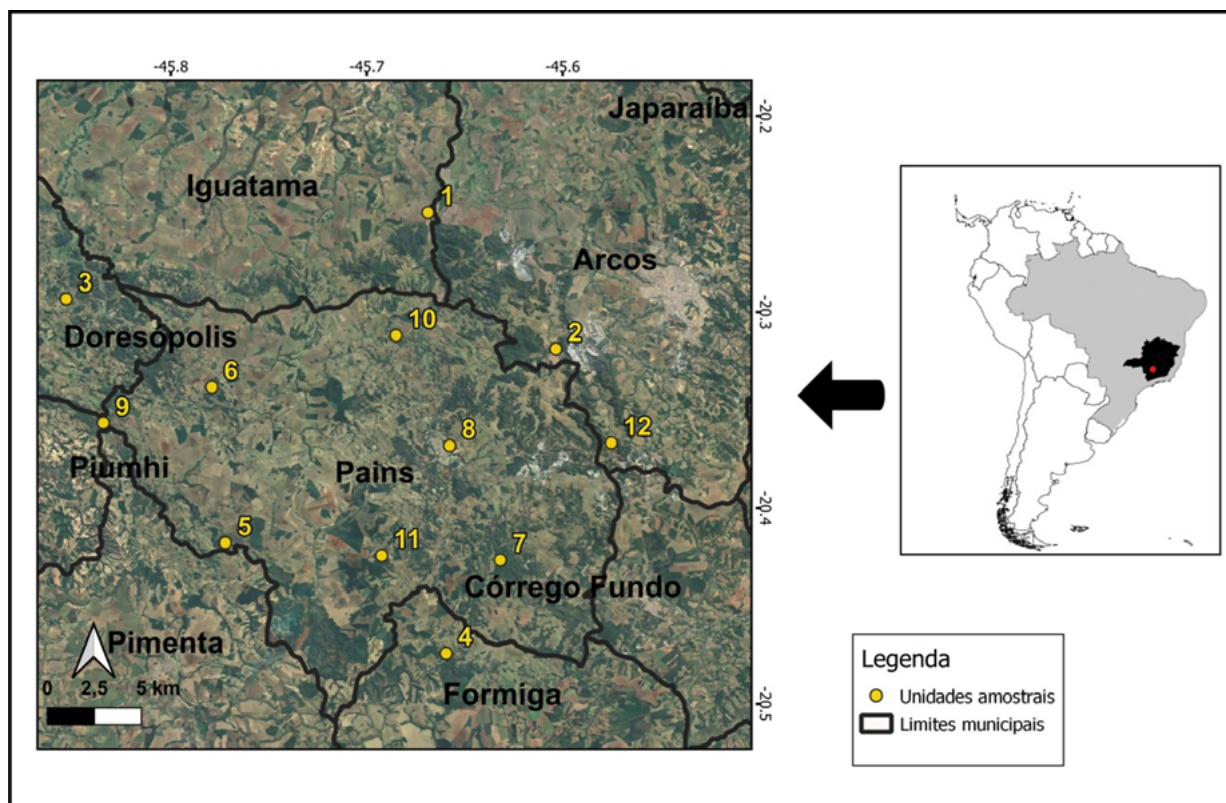 -45.8 -45.7 -45.6
Japaraíba
-20.2
Iguatama
1
Arcos
3
-20.3
10
Doresópolis
2
6
9
8
12
Piumhi
Pains
-20.4
5
11
7
Córrego Fundo
Pimenta
4
0 2,5 5 km
Formiga
-20.5
Legenda
Unidades amostrais
Limites municipais